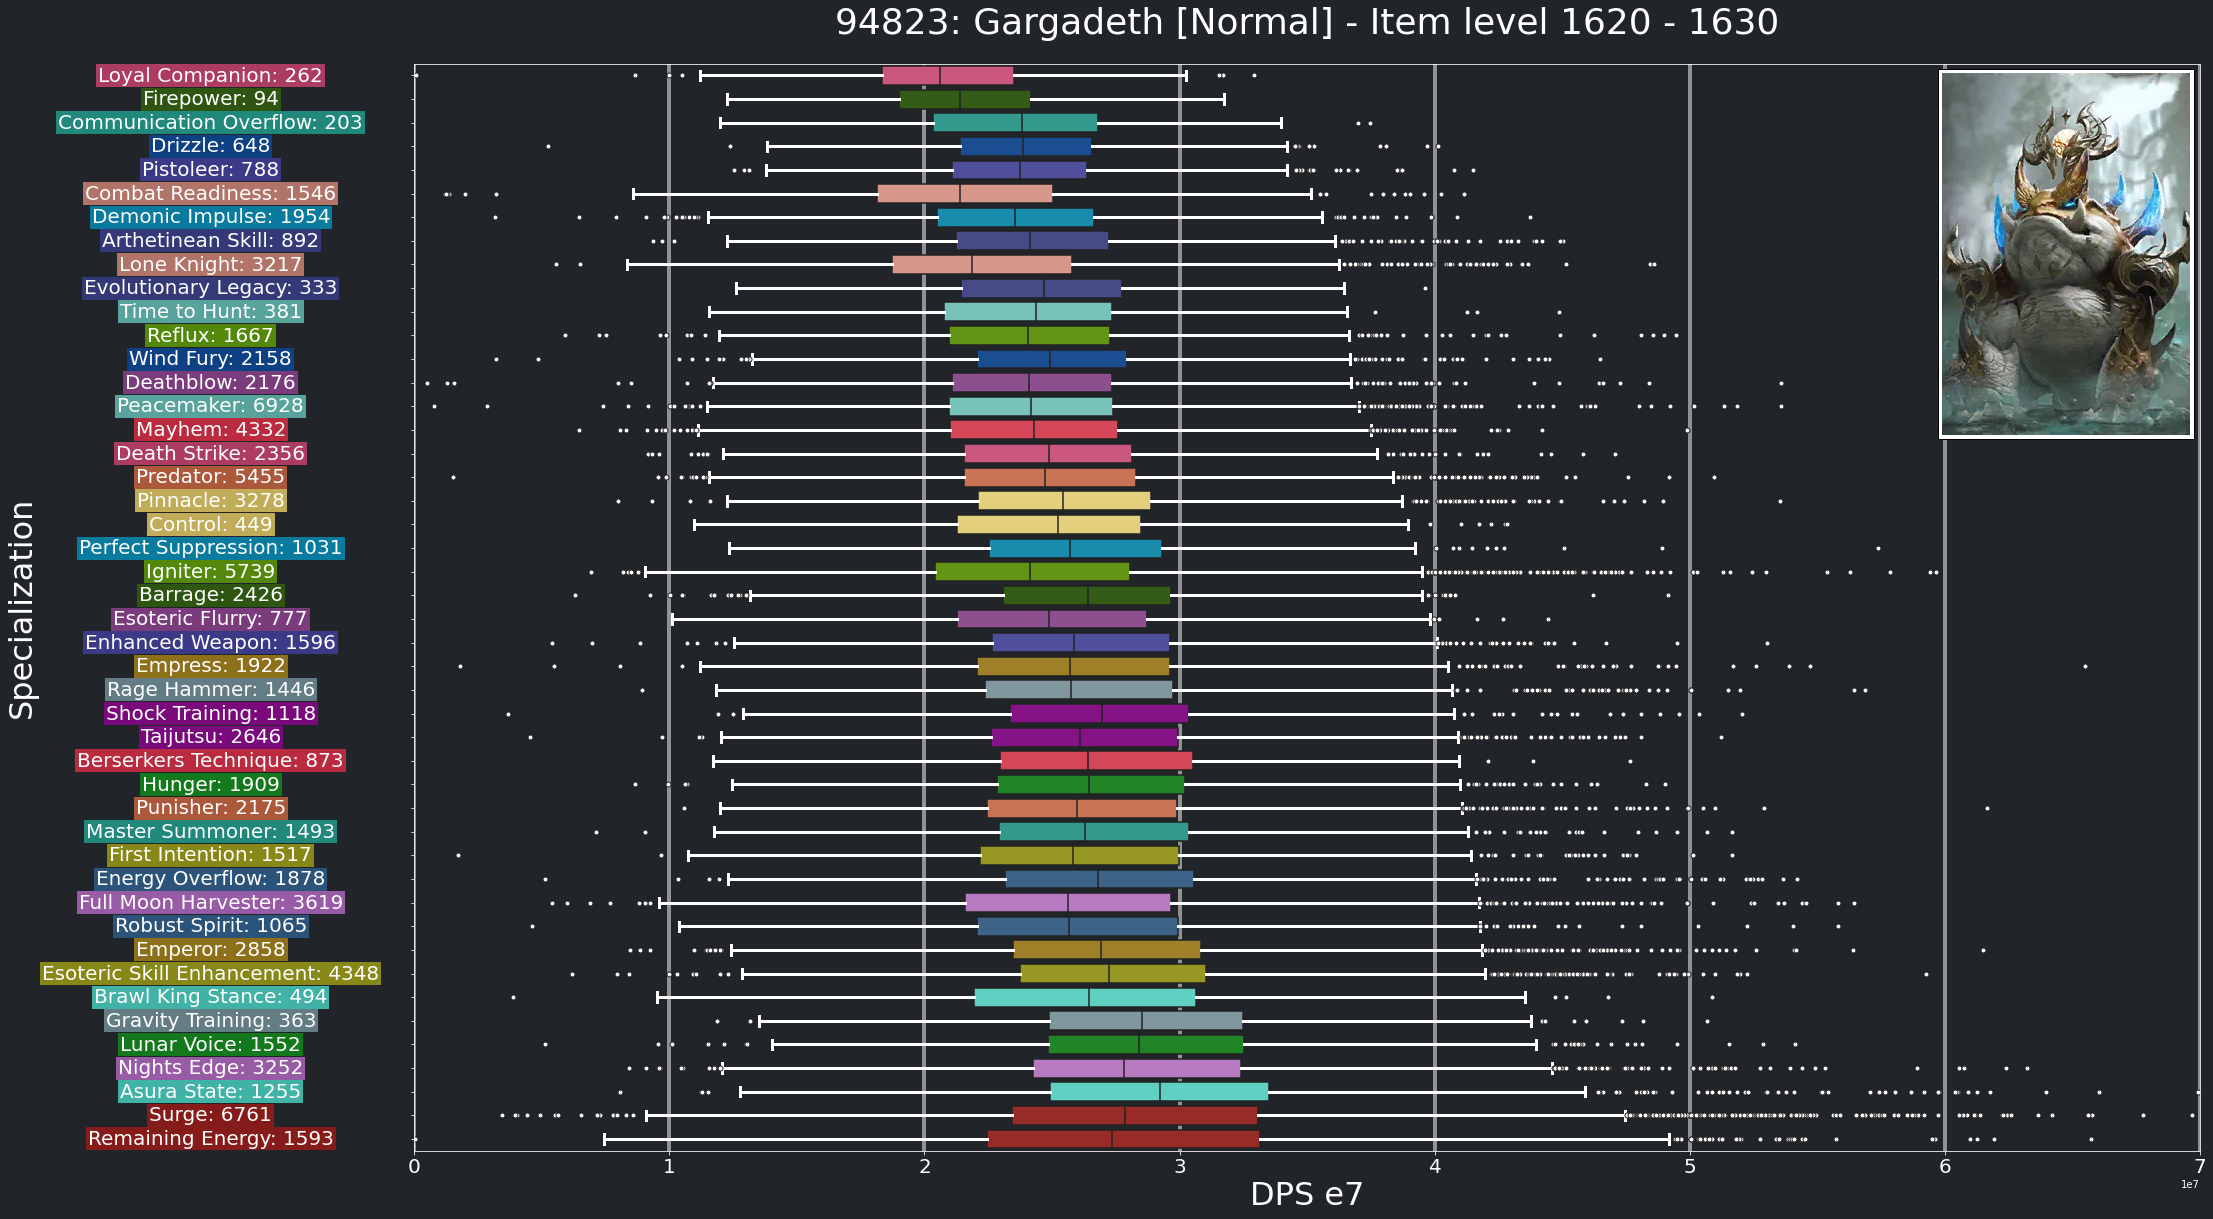 94823: Gargadeth [Normal] - Item level 1620 - 1630
Specialization
Loyal Companion: 262
Firepower: 94
Communication Overflow: 203
Drizzle: 648
Pistoleer: 788
Combat Readiness: 1546
Demonic Impulse: 1954
Arthetinean Skill: 892
Lone Knight: 3217
Evolutionary Legacy: 333
Time to Hunt: 381
Reflux: 1667
Wind Fury: 2158
Deathblow: 2176
Peacemaker: 6928
Mayhem: 4332
Death Strike: 2356
Predator: 5455
Pinnacle: 3278
Control: 449
Perfect Suppression: 1031
Igniter: 5739
Barrage: 2426
Esoteric Flurry: 777
Enhanced Weapon: 1596
Empress: 1922
Rage Hammer: 1446
Shock Training: 1118
Taijutsu: 2646
Berserkers Technique: 873
Hunger: 1909
Punisher: 2175
Master Summoner: 1493
First Intention: 1517
Energy Overflow: 1878
Full Moon Harvester: 3619
Robust Spirit: 1065
Emperor: 2858
Esoteric Skill Enhancement: 4348
Brawl King Stance: 494
Gravity Training: 363
Lunar Voice: 1552
Nights Edge: 3252
Asura State: 1255
Surge: 6761
Remaining Energy: 1593
0 1 2 3 4 5 6 7
DPS e7
1e7